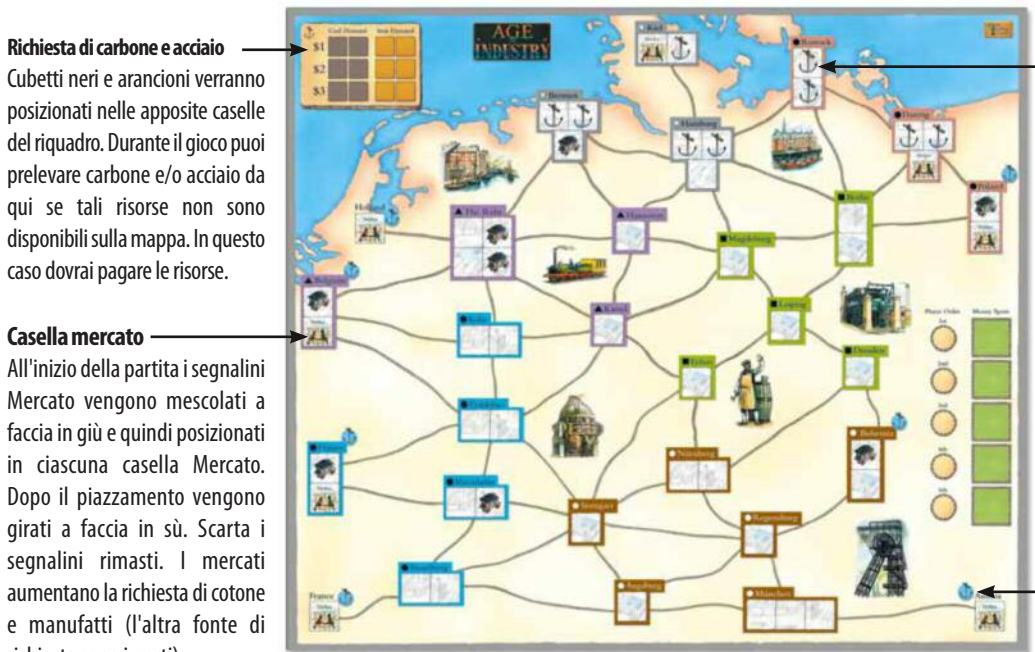 Richiesta di carbone e acciaio
Cubetti neri e arancioni verranno
posizionati nelle apposite caselle
del riquadro. Durante il gioco puoi
prelevare carbone e/o acciaio da
qui se tali risorse non sono
disponibili sulla mappa. In questo
caso dovrai pagare le risorse.
Casella mercato
All'inizio della partita i segnalini
Mercato vengono mescolati a
faccia in giù e quindi posizionati
in ciascuna casella Mercato.
Dopo il piazzamento vengono
girati a faccia in sù. Scarta i
segnalini rimasti. I mercati
aumentano la richiesta di cotone
e manufatti (l'altra fonte di
Coal Demand Iron Demand
$1
$2
$3
AGE
INDUSTRY
Kiel
Rostock
Bremen
Hamburg
Danzig
Holland
Poland
Hannover
Berlin
Magdeburg
Belgium
Köln
Kassel
Leipzig
Erfurt
Dresden
Players Order Money Spent
1st
2nd
3rd
4th
5th
Bohemia
Nürnberg
Mannheim
Stuttgart
Regensburg
Strasbourg
Augsburg
München
France
Austria